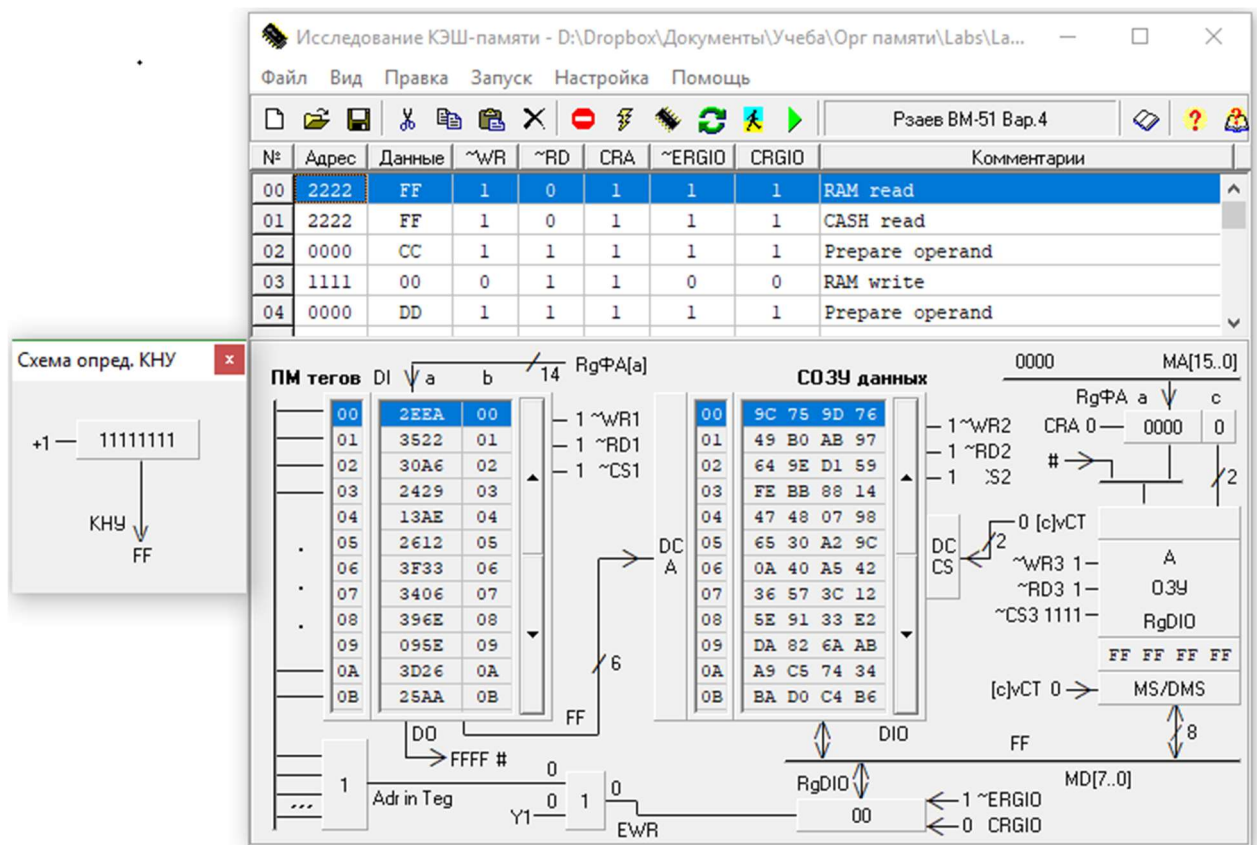 Исследование КЭШ-памяти - D:\Dropbox\Документы\Учеба\Орг памяти\Labs\La...
Файл Вид Правка Запуск Настройка Помощь
Рзаев ВМ-51 Вар.4
№ Адрес Данные ~WR ~RD CRA ~ERGIO CRGIO Комментарии
00 2222 FF 1 0 1 1 1 RAM read
01 2222 FF 1 0 1 1 1 CASH read
02 0000 CC 1 1 1 1 1 Prepare operand
03 1111 00 0 1 1 0 0 RAM write
04 0000 DD 1 1 1 1 1 Prepare operand
Схема опред. КНУ x
+1 11111111
КНУ
FF
ПМ тегов DI a b 14 RgФА[a]
00 2EEA 00
01 3522 01
02 30A6 02
03 2429 03
04 13AE 04
05 2612 05
06 3F33 06
07 3406 07
08 396E 08
09 095E 09
0A 3D26 0A
0B 25AA 0B
1 ~WR1
1 ~RD1
1 ~CS1
DO
FFFF #
6
FF
СОЗУ данных
DC
A
00 9C 75 9D 76
01 49 B0 AB 97
02 64 9E D1 59
03 FE BB 88 14
04 47 48 07 98
05 65 30 A2 9C
06 0A 40 A5 42
07 36 57 3C 12
08 5E 91 33 E2
09 DA 82 6A AB
0A A9 C5 74 34
0B BA D0 C4 B6
1 ~WR2
1 ~RD2
1 S2
DC
CS
0 [c]vCT
2
0000 MA[15..0]
RgФА a c
CRA 0 0000 0
#
2
~WR3 1
~RD3 1
~CS3 1111
A
ОЗУ
RgDIO
FF FF FF FF
[c]vCT 0 MS/DMS
8
DIO FF
MD[7..0]
RgDIO
00
1 ~ERGIO
0 CRGIO
...
1
Adr in Teg
0
Y1 0
1
0
EWR